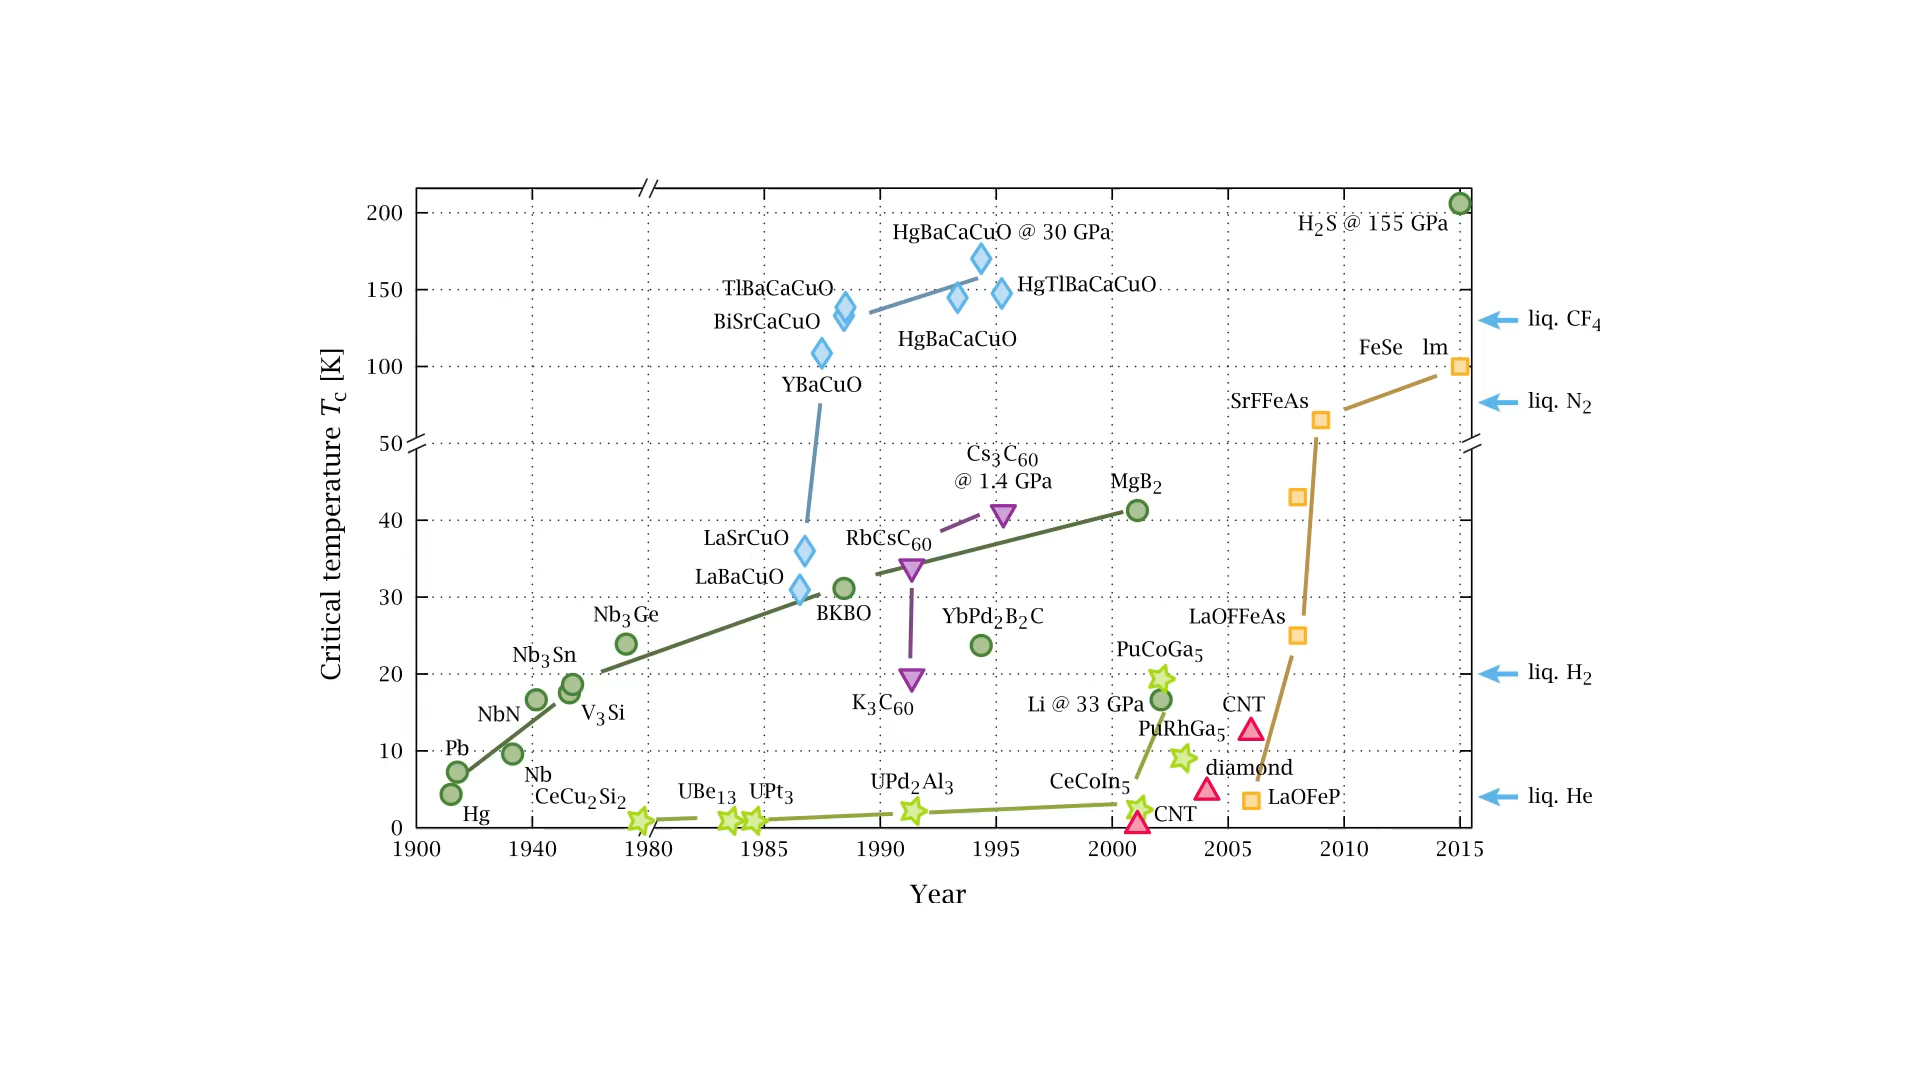 HgBaCaCuO @ 30 GPa
H2S @ 155 GPa
TlBaCaCuO
HgTlBaCaCuO
BiSrCaCuO
HgBaCaCuO
YBaCuO
FeSe lm
SrFFeAs
Cs3C60
@ 1.4 GPa
MgB2
LaSrCuO
RbCsC60
LaBaCuO
BKBO
Nb3Ge
YbPd2B2C
LaOFFeAs
Nb3Sn
PuCoGa5
K3C60
Li @ 33 GPa
CNT
NbN
V3Si
PuRhGa5
Pb
Nb
diamond
CeCu2Si2
UBe13
UPt3
UPd2Al3
CeCoIn5
LaOFeP
Hg
CNT
200
150
100
50
40
30
20
10
0
Critical temperature Tc [K]
liq. CF4
liq. N2
liq. H2
liq. He
1900 1940 1980 1985 1990 1995 2000 2005 2010 2015
Year